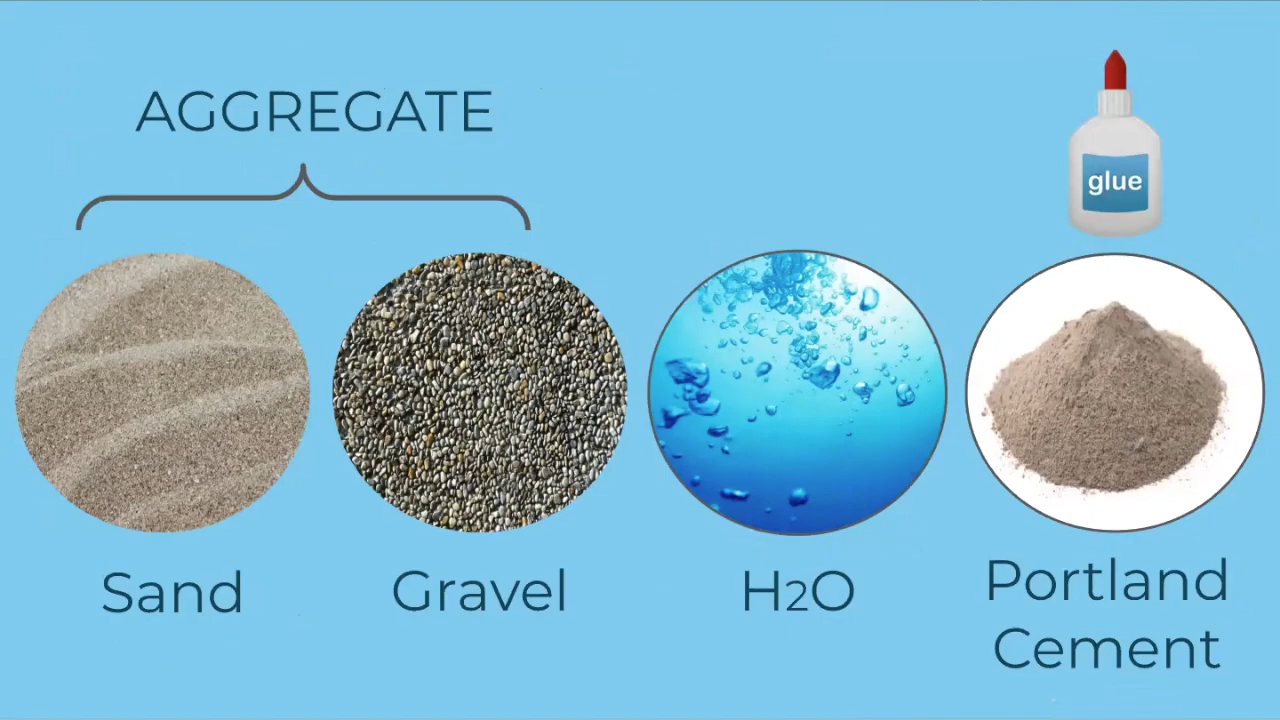 AGGREGATE
glue
Sand
Gravel
H2O
Portland
Cement